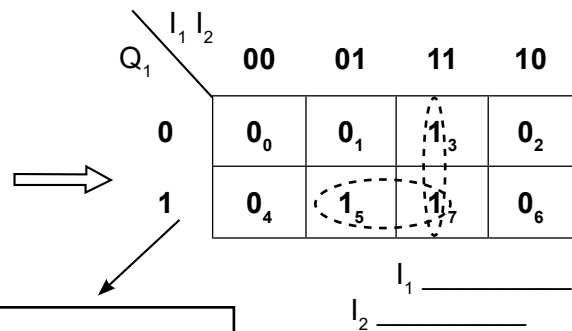 I₁ I₂
Q₁ 00 01 11 10
0 0₀ 0₁ 1₃ 0₂
1 0₄ 1₅ 1₇ 0₆
I₁
I₂